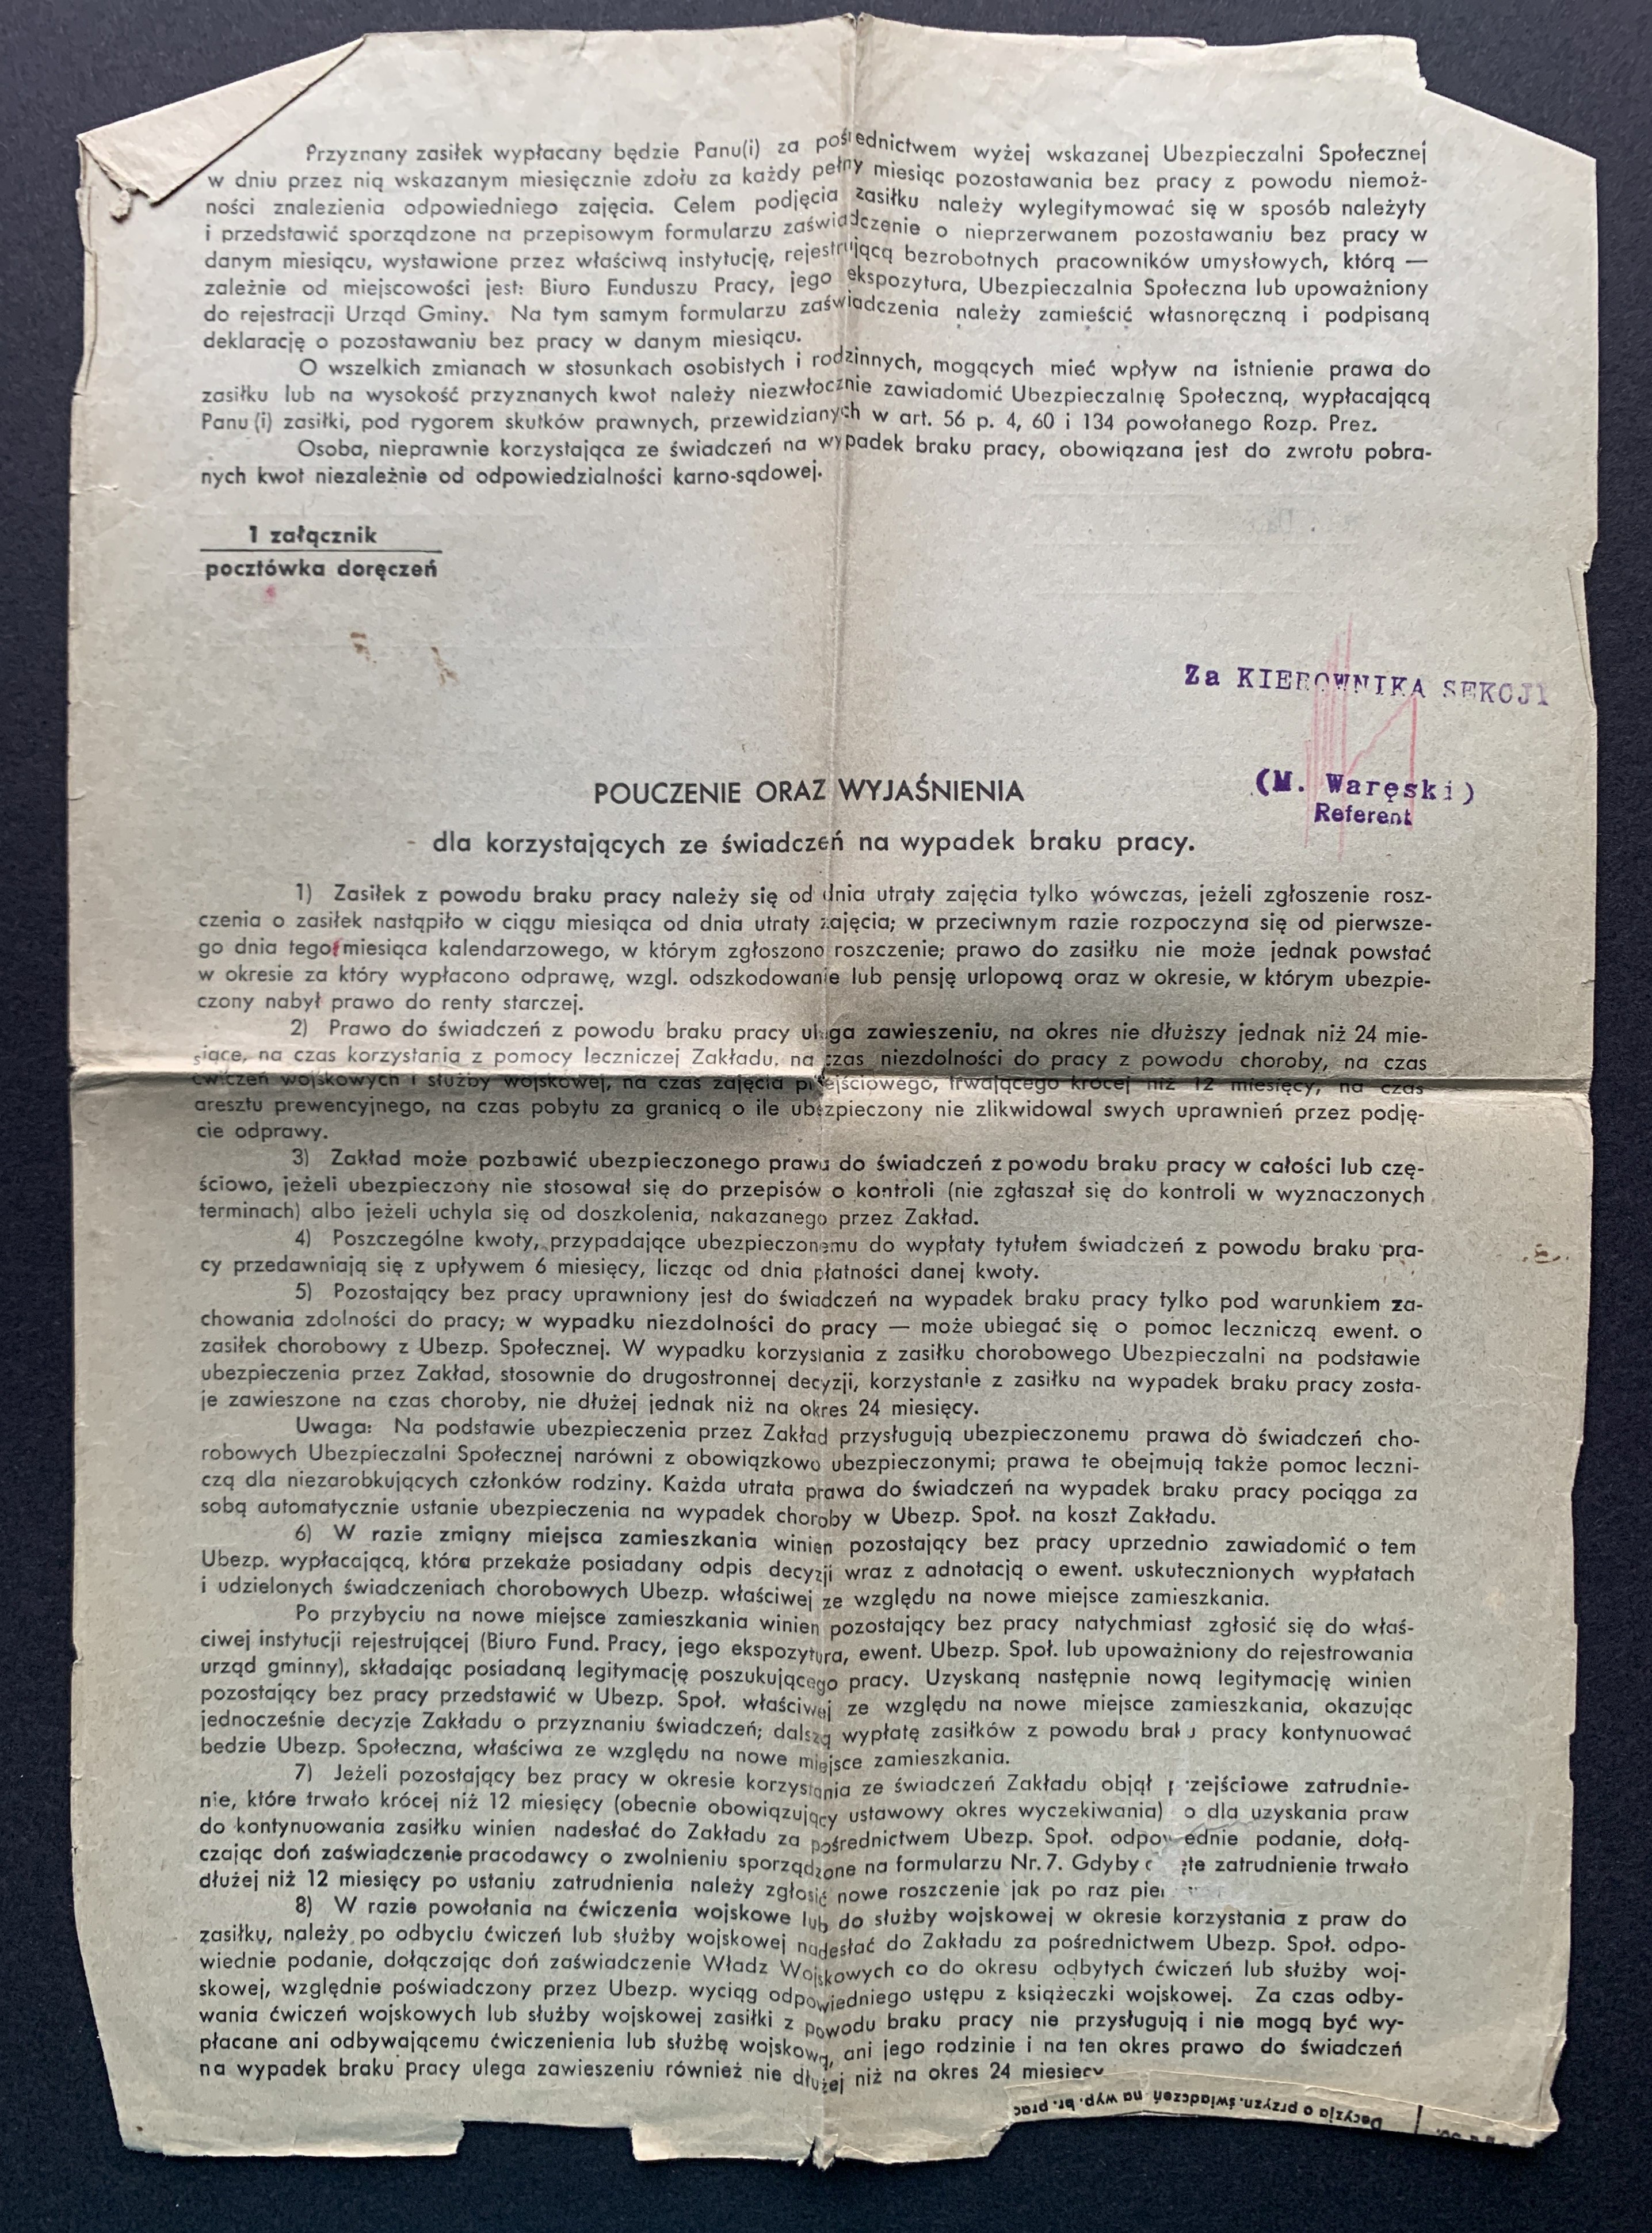 Przyznany zasiłek wypłacany będzie Panu(i) za pośrednictwem wyżej wskazanej Ubezpieczalni Społecznej
w dniu przez nią wskazanym miesięcznie zdołu za każdy pełny miesiąc pozostawania bez pracy z powodu niemoż-
ności znalezienia odpowiedniego zajęcia. Celem podjęcia zasiłku należy wylegitymować się w sposób należyty
i przedstawić sporządzone na przepisowym formularzu zaświadczenie o nieprzerwanem pozostawaniu bez pracy w
danym miesiącu, wystawione przez właściwą instytucję, rejestrującą bezrobotnych pracowników umysłowych, którą —
zależnie od miejscowości jest: Biuro Funduszu Pracy, jego ekspozytura, Ubezpieczalnia Społeczna lub upoważniony
do rejestracji Urząd Gminy. Na tym samym formularzu zaświadczenia należy zamieścić własnoręczną i podpisaną
deklarację o pozostawaniu bez pracy w danym miesiącu.
O wszelkich zmianach w stosunkach osobistych i rodzinnych, mogących mieć wpływ na istnienie prawa do
zasiłku lub na wysokość przyznanych kwot należy niezwłocznie zawiadomić Ubezpieczalnię Społeczną, wypłacającą
Panu (i) zasiłki, pod rygorem skutków prawnych, przewidzianych w art. 56 p. 4, 60 i 134 powołanego Rozp. Prez.
Osoba, nieprawnie korzystająca ze świadczeń na wypadek braku pracy, obowiązana jest do zwrotu pobra-
nych kwot niezależnie od odpowiedzialności karno-sądowej.
1 załącznik
pocztówka doręczeń
Za KIEROWNIKA SEKCJI
(M. Waręski)
Referent
POUCZENIE ORAZ WYJAŚNIENIA
dla korzystających ze świadczeń na wypadek braku pracy.
1) Zasiłek z powodu braku pracy należy się od dnia utraty zajęcia tylko wówczas, jeżeli zgłoszenie rosz-
czenia o zasiłek nastąpiło w ciągu miesiąca od dnia utraty zajęcia; w przeciwnym razie rozpoczyna się od pierwsze-
go dnia tego miesiąca kalendarzowego, w którym zgłoszono roszczenie; prawo do zasiłku nie może jednak powstać
w okresie za który wypłacono odprawę, wzgl. odszkodowanie lub pensję urlopową oraz w okresie, w którym ubezpie-
czony nabył prawo do renty starczej.
2) Prawo do świadczeń z powodu braku pracy ulega zawieszeniu, na okres nie dłuższy jednak niż 24 mie-
siące, na czas korzystania z pomocy leczniczej Zakładu, na czas niezdolności do pracy z powodu choroby, na czas
ćwiczeń wojskowych i służby wojskowej, na czas zajęcia przejściowego, trwającego krócej niż 12 miesięcy, na czas
aresztu prewencyjnego, na czas pobytu za granicą o ile ubezpieczony nie zlikwidował swych uprawnień przez podję-
cie odprawy.
3) Zakład może pozbawić ubezpieczonego prawa do świadczeń z powodu braku pracy w całości lub czę-
ściowo, jeżeli ubezpieczony nie stosował się do przepisów o kontroli (nie zgłaszał się do kontroli w wyznaczonych
terminach) albo jeżeli uchyla się od doszkolenia, nakazanego przez Zakład.
4) Poszczególne kwoty, przypadające ubezpieczonemu do wypłaty tytułem świadczeń z powodu braku pra-
cy przedawniają się z upływem 6 miesięcy, licząc od dnia płatności danej kwoty.
5) Pozostający bez pracy uprawniony jest do świadczeń na wypadek braku pracy tylko pod warunkiem za-
chowania zdolności do pracy; w wypadku niezdolności do pracy — może ubiegać się o pomoc leczniczą ewent. o
zasiłek chorobowy z Ubezp. Społecznej. W wypadku korzystania z zasiłku chorobowego Ubezpieczalni na podstawie
ubezpieczenia przez Zakład, stosownie do drugostronnej decyzji, korzystanie z zasiłku na wypadek braku pracy zosta-
je zawieszone na czas choroby, nie dłużej jednak niż na okres 24 miesięcy.
Uwaga: Na podstawie ubezpieczenia przez Zakład przysługują ubezpieczonemu prawa do świadczeń cho-
robowych Ubezpieczalni Społecznej narówni z obowiązkowo ubezpieczonymi; prawa te obejmują także pomoc leczni-
czą dla niezarobkujących członków rodziny. Każda utrata prawa do świadczeń na wypadek braku pracy pociąga za
sobą automatycznie ustanie ubezpieczenia na wypadek choroby w Ubezp. Społ. na koszt Zakładu.
6) W razie zmiany miejsca zamieszkania winien pozostający bez pracy uprzednio zawiadomić o tem
Ubezp. wypłacającą, która przekaże posiadany odpis decyzji wraz z adnotacją o ewent. uskutecznionych wypłatach
i udzielonych świadczeniach chorobowych Ubezp. właściwej ze względu na nowe miejsce zamieszkania.
Po przybyciu na nowe miejsce zamieszkania winien pozostający bez pracy natychmiast zgłosić się do właś-
ciwej instytucji rejestrującej (Biuro Fund. Pracy, jego ekspozytura, ewent. Ubezp. Społ. lub upoważniony do rejestrowania
urząd gminny), składając posiadaną legitymację poszukującego pracy. Uzyskaną następnie nową legitymację winien
pozostający bez pracy przedstawić w Ubezp. Społ. właściwej ze względu na nowe miejsce zamieszkania, okazując
jednocześnie decyzje Zakładu o przyznaniu świadczeń; dalszą wypłatę zasiłków z powodu braku pracy kontynuować
bedzie Ubezp. Społeczna, właściwa ze względu na nowe miejsce zamieszkania.
7) Jeżeli pozostający bez pracy w okresie korzystania ze świadczeń Zakładu objął przejściowe zatrudnie-
nie, które trwało krócej niż 12 miesięcy (obecnie obowiązujący ustawowy okres wyczekiwania) to dla uzyskania praw
do kontynuowania zasiłku winien nadesłać do Zakładu za pośrednictwem Ubezp. Społ. odpowiednie podanie, dołą-
czając doń zaświadczenie pracodawcy o zwolnieniu sporządzone na formularzu Nr. 7. Gdyby zatrudnienie trwało
dłużej niż 12 miesięcy po ustaniu zatrudnienia należy zgłosić nowe roszczenie jak po raz
8) W razie powołania na ćwiczenia wojskowe lub do służby wojskowej w okresie korzystania z praw do
zasiłku, należy po odbyciu ćwiczeń lub służby wojskowej nadesłać do Zakładu za pośrednictwem Ubezp. Społ. odpo-
wiednie podanie, dołączając doń zaświadczenie Władz Wojskowych co do okresu odbytych ćwiczeń lub służby woj-
skowej, względnie poświadczony przez Ubezp. wyciąg odpowiedniego ustępu z książeczki wojskowej. Za czas odby-
wania ćwiczeń wojskowych lub służby wojskowej zasiłki z powodu braku pracy nie przysługują i nie mogą być wy-
płacane ani odbywającemu ćwiczenienia lub służbę wojskową, ani jego rodzinie i na ten okres prawo do świadczeń
na wypadek braku pracy ulega zawieszeniu również nie dłużej niż na okres 24 miesięcy
Decyzja o przyzn. świadczeń na wyp. br. prac